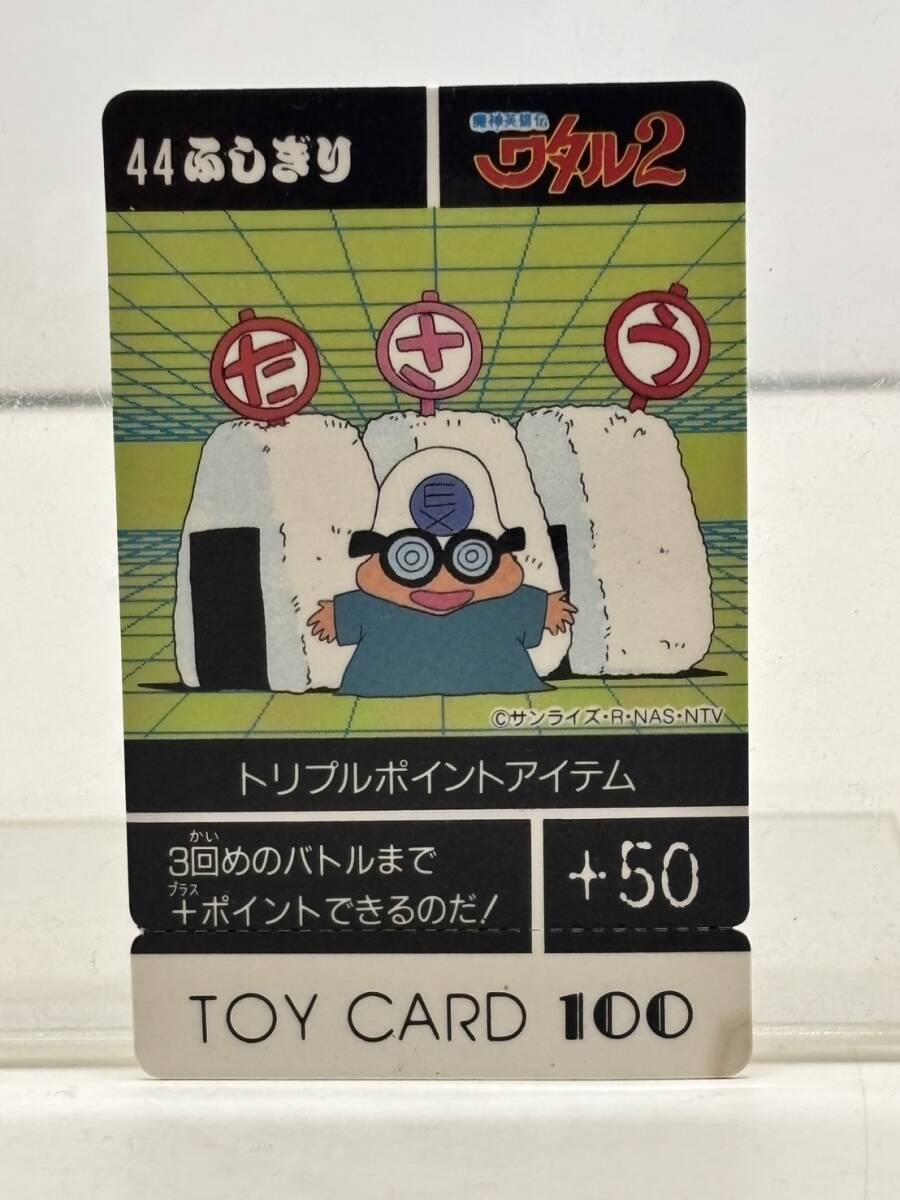 44 ふしぎり
魔神英雄伝
ワタル2
た
さ
う
EX
©サンライズ・R・NAS・NTV
トリプルポイントアイテム
3回めのバトルまで
かい
+ポイントできるのだ!
プラス
+50
TOY CARD 100